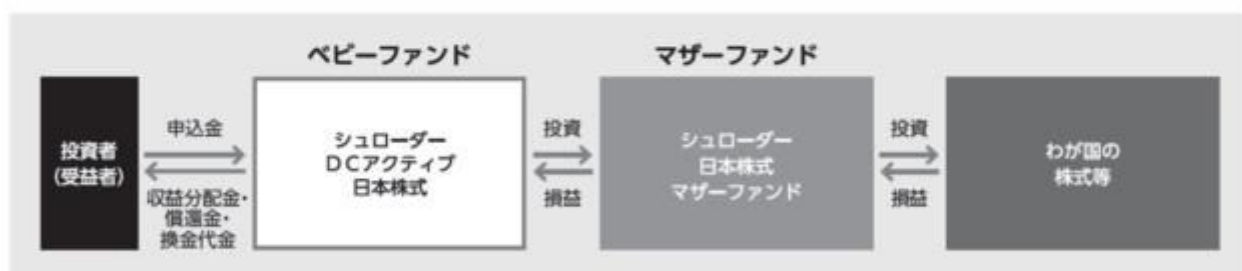 ベビーファンド
マザーファンド
投資者
(受益者)
申込金
収益分配金・
償還金・
換金代金
シュローダー
DCアクティブ
日本株式
投資
損益
シュローダー
日本株式
マザーファンド
投資
損益
わが国の
株式等